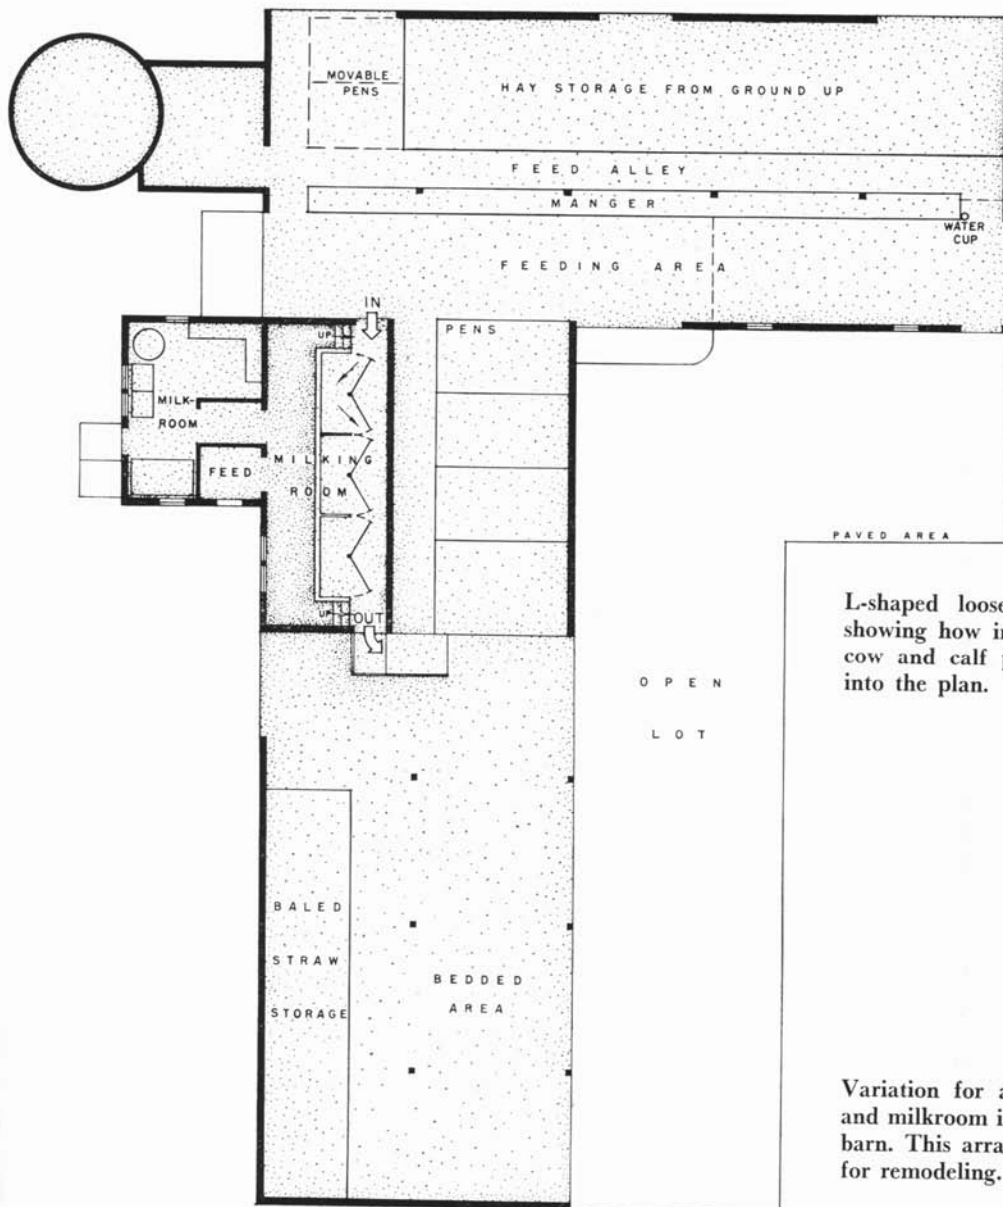 MOVABLE
PENS
HAY STORAGE FROM GROUND UP
FEED ALLEY
MANGER
WATER
CUP
FEEDING AREA
IN
UP
PENS
MILK-
ROOM
FEED
MILKING
ROOM
UP
OUT
PAVED AREA
L-shaped loose
showing how in
cow and calf
into the plan.
OPEN
LOT
BALED
STRAW
STORAGE
BEDDED
AREA
Variation for a
and milkroom i
barn. This arra
for remodeling.